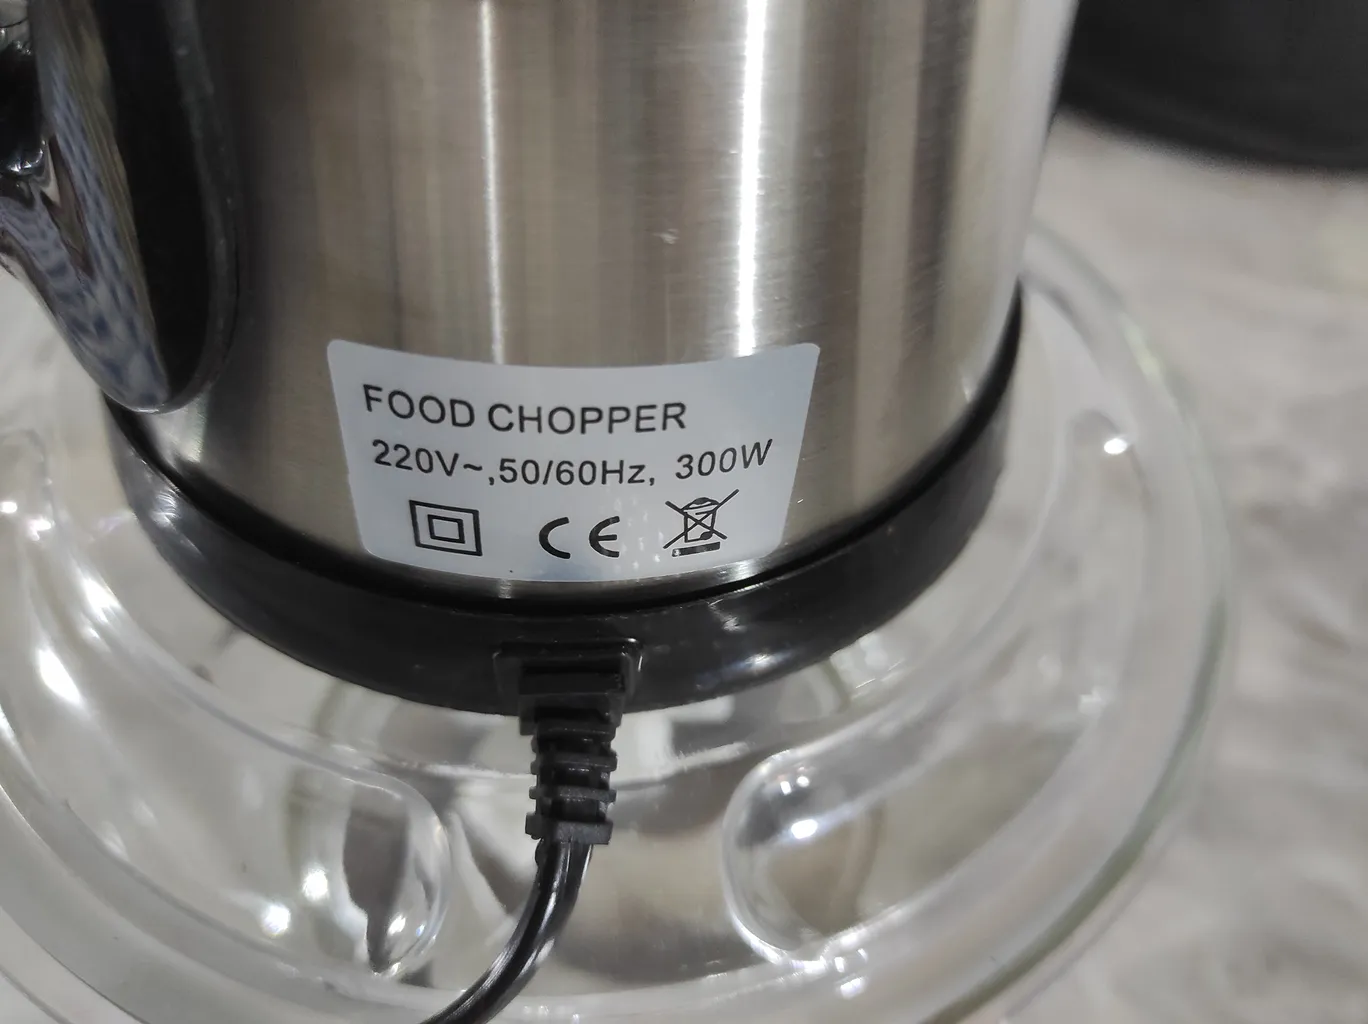 FOOD CHOPPER
220V~,50/60Hz, 300W
CE